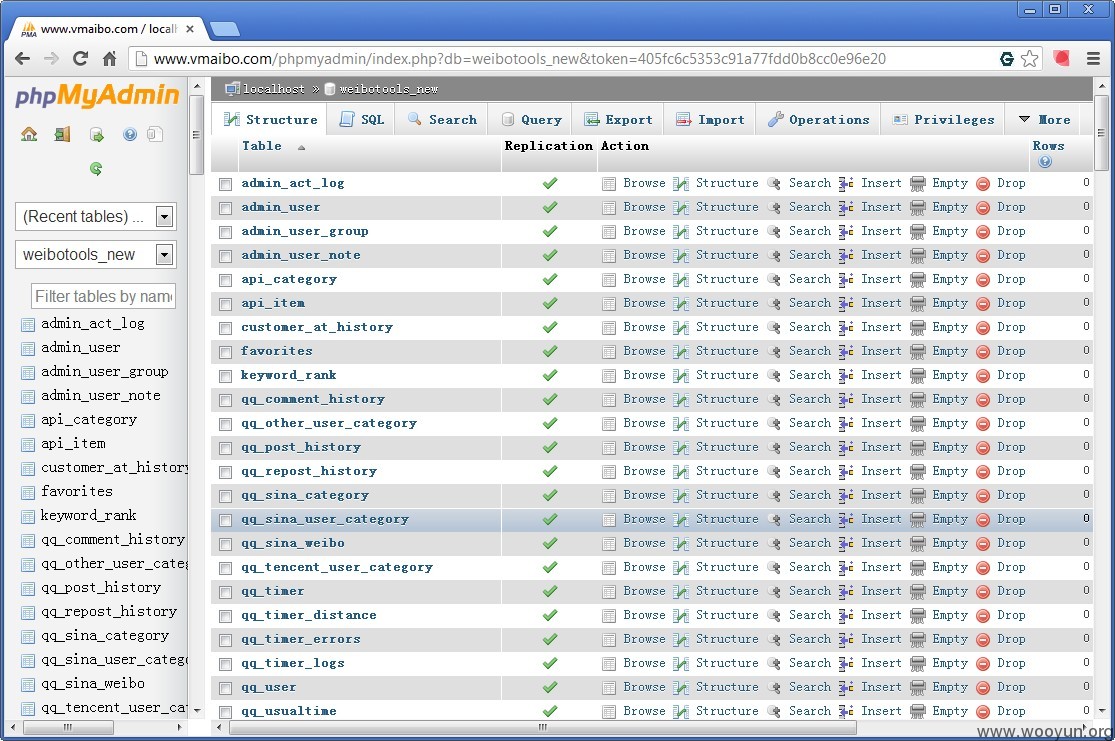 www.vmaibo.com / localh
www.vmaibo.com/phpmyadmin/index.php?db=weibotools_new&token=405fc6c5353c91a77fdd0b8cc0e96e20
phpMyAdmin
(Recent tables) ...
weibotools_new
Filter tables by name
admin_act_log
admin_user
admin_user_group
admin_user_note
api_category
api_item
customer_at_history
favorites
keyword_rank
qq_comment_history
qq_other_user_categ
qq_post_history
qq_repost_history
qq_sina_category
qq_sina_user_catego
qq_sina_weibo
qq_tencent_user_cat
localhost » weibotools_new
Structure SQL Search Query Export Import Operations Privileges More
Table Replication Action Rows
admin_act_log Browse Structure Search Insert Empty Drop 0
admin_user Browse Structure Search Insert Empty Drop 0
admin_user_group Browse Structure Search Insert Empty Drop 0
admin_user_note Browse Structure Search Insert Empty Drop 0
api_category Browse Structure Search Insert Empty Drop 0
api_item Browse Structure Search Insert Empty Drop 0
customer_at_history Browse Structure Search Insert Empty Drop 0
favorites Browse Structure Search Insert Empty Drop 0
keyword_rank Browse Structure Search Insert Empty Drop 0
qq_comment_history Browse Structure Search Insert Empty Drop 0
qq_other_user_category Browse Structure Search Insert Empty Drop 0
qq_post_history Browse Structure Search Insert Empty Drop 0
qq_repost_history Browse Structure Search Insert Empty Drop 0
qq_sina_category Browse Structure Search Insert Empty Drop 0
qq_sina_user_category Browse Structure Search Insert Empty Drop 0
qq_sina_weibo Browse Structure Search Insert Empty Drop 0
qq_tencent_user_category Browse Structure Search Insert Empty Drop 0
qq_timer Browse Structure Search Insert Empty Drop 0
qq_timer_distance Browse Structure Search Insert Empty Drop 0
qq_timer_errors Browse Structure Search Insert Empty Drop 0
qq_timer_logs Browse Structure Search Insert Empty Drop 0
qq_user Browse Structure Search Insert Empty Drop 0
qq_usualtime Browse Structure Search Insert Empty Drop 0
www.wooyun.org